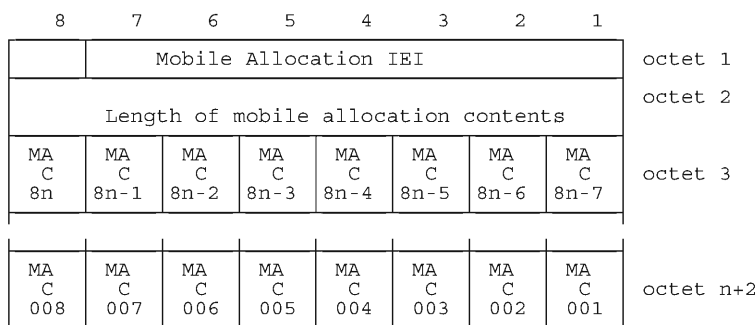 8 7 6 5 4 3 2 1
Mobile Allocation IEI octet 1
octet 2
Length of mobile allocation contents
MA MA MA MA MA MA MA MA
C C C C C C C C octet 3
8n 8n-1 8n-2 8n-3 8n-4 8n-5 8n-6 8n-7
MA MA MA MA MA MA MA MA
C C C C C C C C octet n+2
008 007 006 005 004 003 002 001